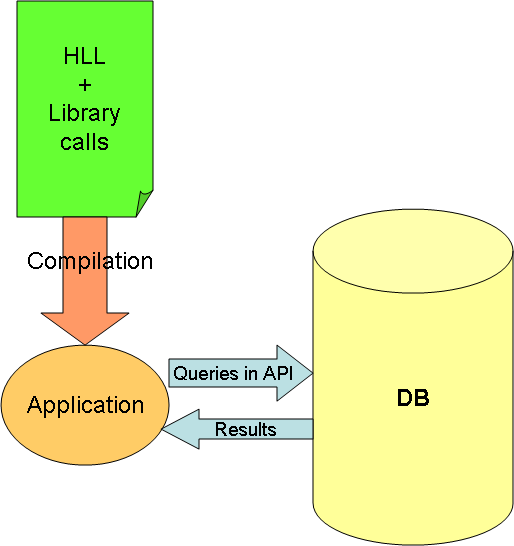 HLL
+
Library
calls
Compilation
Application
Queries in API
Results
DB